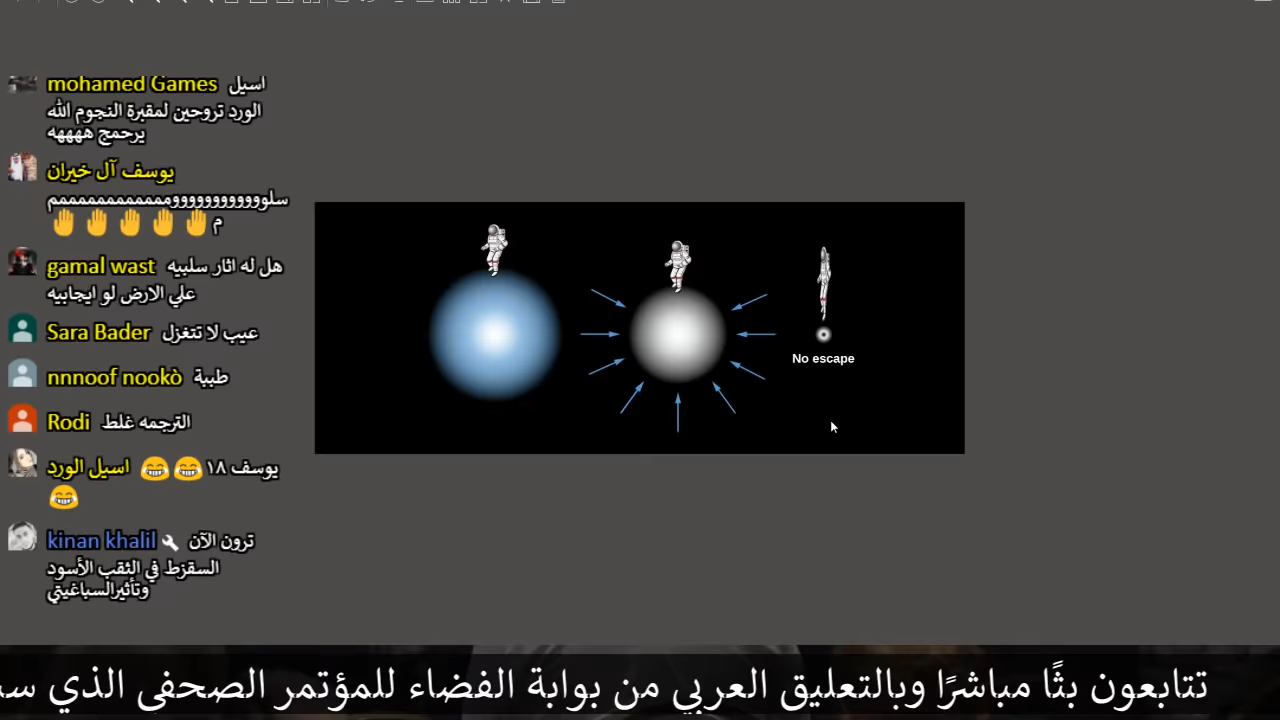 mohamed Games اسيل
الورد تروحين لمقبرة النجوم الله
يرحمج ههههه
يوسف آل خيران
سلووووووووووومممممممممممم
م 🤚 🤚 🤚 🤚 🤚
gamal wast هل له اثار سلبيه
علي الارض لو ايجابيه
Sara Bader عيب لا تتغزل
nnnoof nookò طببة
Rodi الترجمه غلط
اسيل الورد يوسف ١٨ 😂 😂
😂
kinan khalil ترون الآن
السقزط في الثقب الأسود
وتأثيرالسباغيتي
No escape
تتابعون بثًا مباشرًا وبالتعليق العربي من بوابة الفضاء للمؤتمر الصحفي الذي